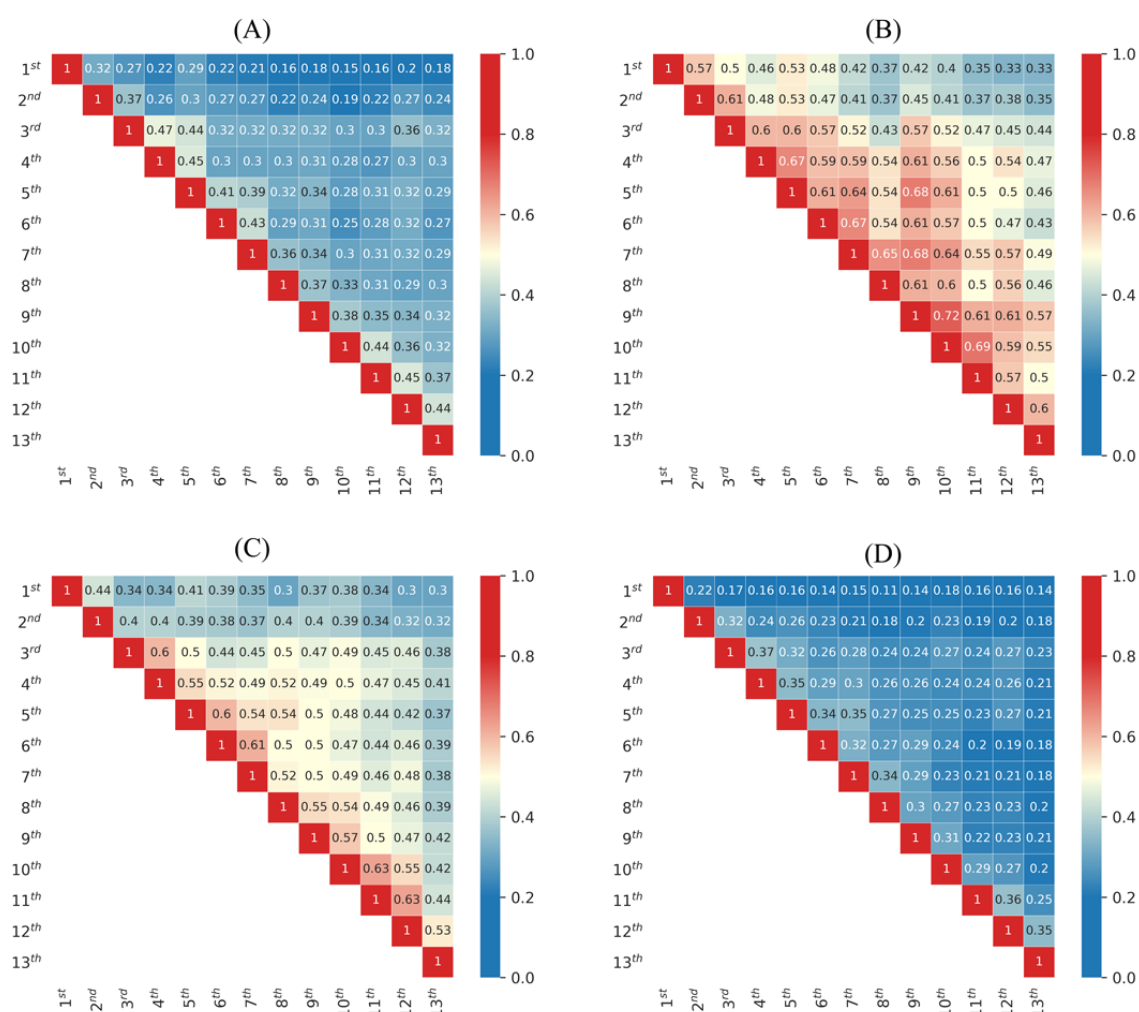 (A)
1st 1 0.32 0.27 0.22 0.29 0.22 0.21 0.16 0.18 0.15 0.16 0.2 0.18
2nd 1 0.37 0.26 0.3 0.27 0.27 0.22 0.24 0.19 0.22 0.27 0.24
3rd 1 0.47 0.44 0.32 0.32 0.32 0.32 0.3 0.3 0.36 0.32
4th 1 0.45 0.3 0.3 0.3 0.31 0.28 0.27 0.3 0.3
5th 1 0.41 0.39 0.32 0.34 0.28 0.31 0.32 0.29
6th 1 0.43 0.29 0.31 0.25 0.28 0.32 0.27
7th 1 0.36 0.34 0.3 0.31 0.32 0.29
8th 1 0.37 0.33 0.31 0.29 0.3
9th 1 0.38 0.35 0.34 0.32
10th 1 0.44 0.36 0.32
11th 1 0.45 0.37
12th 1 0.44
13th 1
1st 2nd 3rd 4th 5th 6th 7th 8th 9th 10th 11th 12th 13th
1.0
0.8
0.6
0.4
0.2
0.0
(B)
1st 1 0.57 0.5 0.46 0.53 0.48 0.42 0.37 0.42 0.4 0.35 0.33 0.33
2nd 1 0.61 0.48 0.53 0.47 0.41 0.37 0.45 0.41 0.37 0.38 0.35
3rd 1 0.6 0.6 0.57 0.52 0.43 0.57 0.52 0.47 0.45 0.44
4th 1 0.67 0.59 0.59 0.54 0.61 0.56 0.5 0.54 0.47
5th 1 0.61 0.64 0.54 0.68 0.61 0.5 0.5 0.46
6th 1 0.67 0.54 0.61 0.57 0.5 0.47 0.43
7th 1 0.65 0.68 0.64 0.55 0.57 0.49
8th 1 0.61 0.6 0.5 0.56 0.46
9th 1 0.72 0.61 0.61 0.57
10th 1 0.69 0.59 0.55
11th 1 0.57 0.5
12th 1 0.6
13th 1
1st 2nd 3rd 4th 5th 6th 7th 8th 9th 10th 11th 12th 13th
1.0
0.8
0.6
0.4
0.2
0.0
(C)
1st 1 0.44 0.34 0.34 0.41 0.39 0.35 0.3 0.37 0.38 0.34 0.3 0.3
2nd 1 0.4 0.4 0.39 0.38 0.37 0.4 0.4 0.39 0.34 0.32 0.32
3rd 1 0.6 0.5 0.44 0.45 0.5 0.47 0.49 0.45 0.46 0.38
4th 1 0.55 0.52 0.49 0.52 0.49 0.5 0.47 0.45 0.41
5th 1 0.6 0.54 0.54 0.5 0.48 0.44 0.42 0.37
6th 1 0.61 0.5 0.5 0.47 0.44 0.46 0.39
7th 1 0.52 0.5 0.49 0.46 0.48 0.38
8th 1 0.55 0.54 0.49 0.46 0.39
9th 1 0.57 0.5 0.47 0.42
10th 1 0.63 0.55 0.42
11th 1 0.63 0.44
12th 1 0.53
13th 1
1st 2nd 3rd 4th 5th 6th 7th 8th 9th 10th 11th 12th 13th
1.0
0.8
0.6
0.4
0.2
0.0
(D)
1st 1 0.22 0.17 0.16 0.16 0.14 0.15 0.11 0.14 0.18 0.16 0.16 0.14
2nd 1 0.32 0.24 0.26 0.23 0.21 0.18 0.2 0.23 0.19 0.2 0.18
3rd 1 0.37 0.32 0.26 0.28 0.24 0.24 0.27 0.24 0.27 0.23
4th 1 0.35 0.29 0.3 0.26 0.26 0.24 0.24 0.26 0.21
5th 1 0.34 0.35 0.27 0.25 0.25 0.23 0.27 0.21
6th 1 0.32 0.27 0.29 0.24 0.2 0.19 0.18
7th 1 0.34 0.29 0.23 0.21 0.21 0.18
8th 1 0.3 0.27 0.23 0.23 0.2
9th 1 0.31 0.22 0.23 0.21
10th 1 0.29 0.27 0.2
11th 1 0.36 0.25
12th 1 0.35
13th 1
1st 2nd 3rd 4th 5th 6th 7th 8th 9th 10th 11th 12th 13th
1.0
0.8
0.6
0.4
0.2
0.0